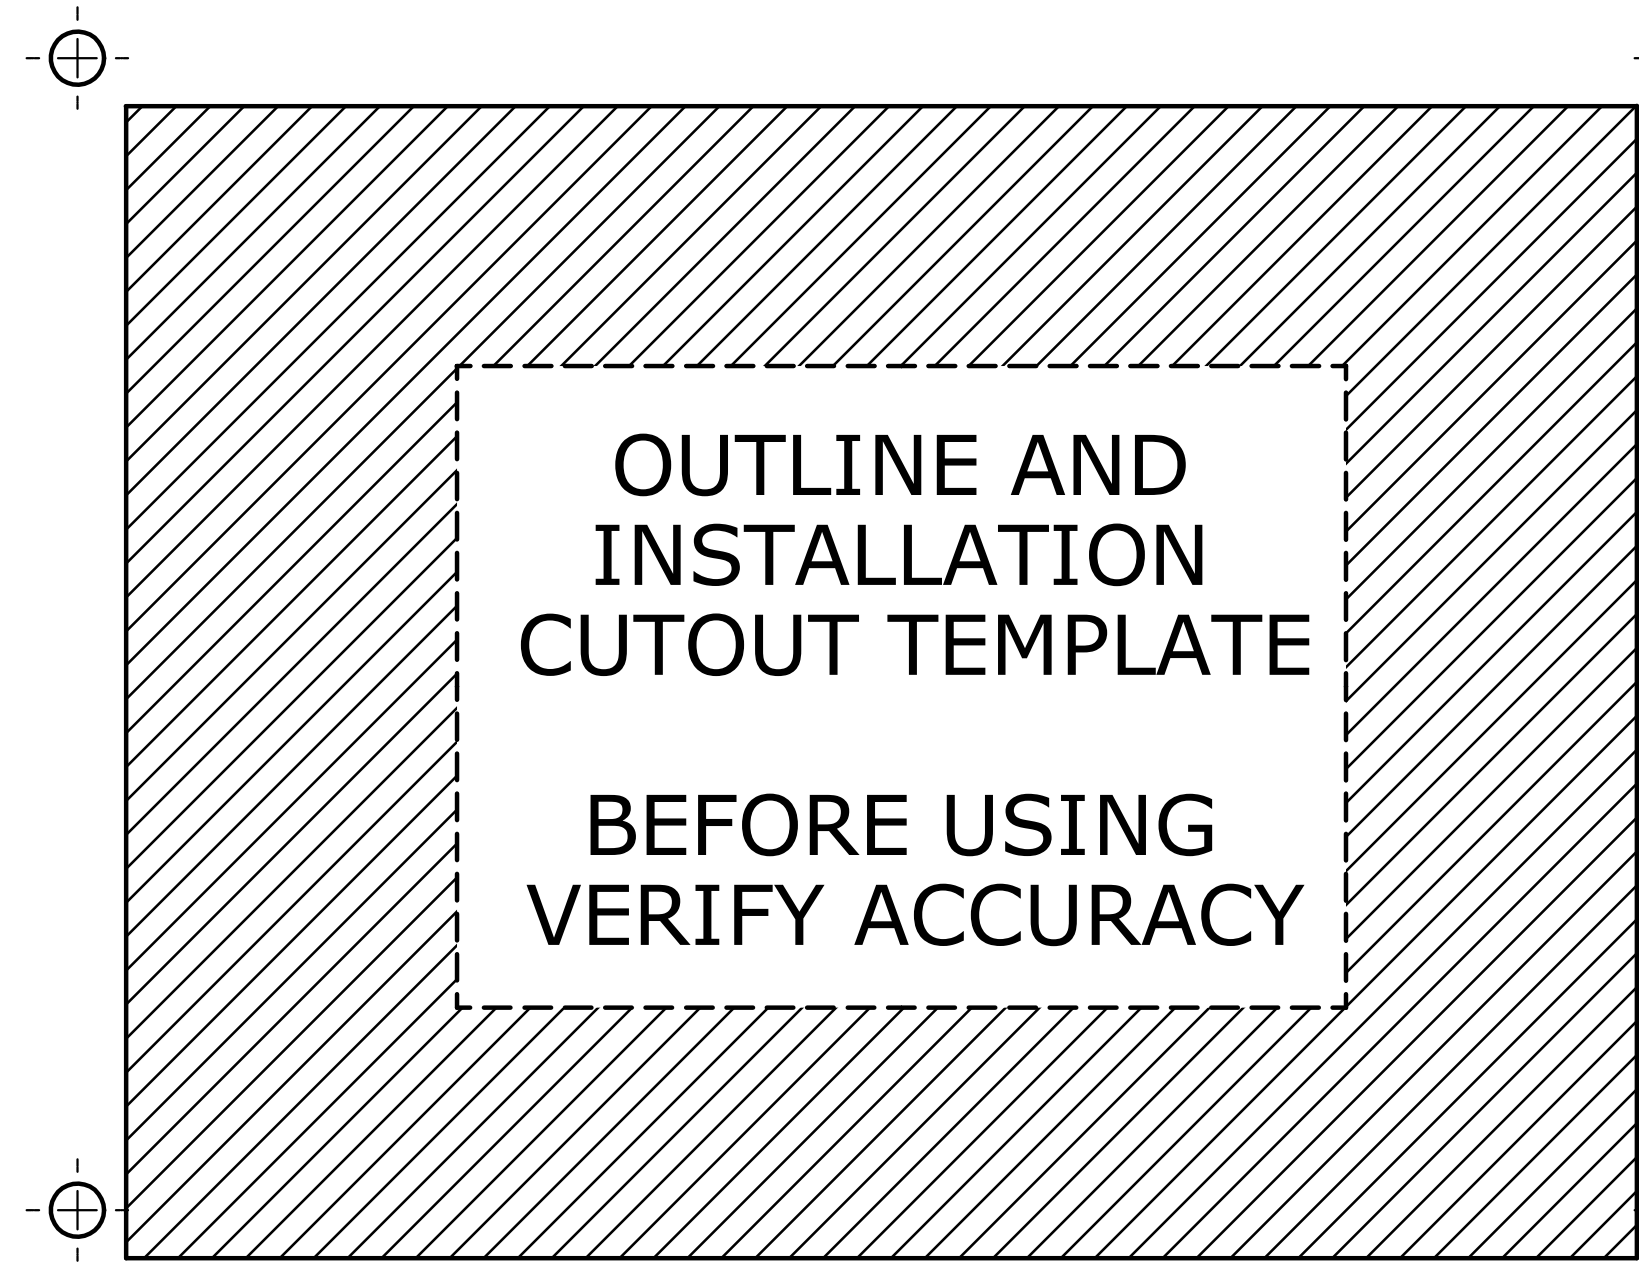 OUTLINE AND
INSTALLATION
CUTOUT TEMPLATE
BEFORE USING
VERIFY ACCURACY